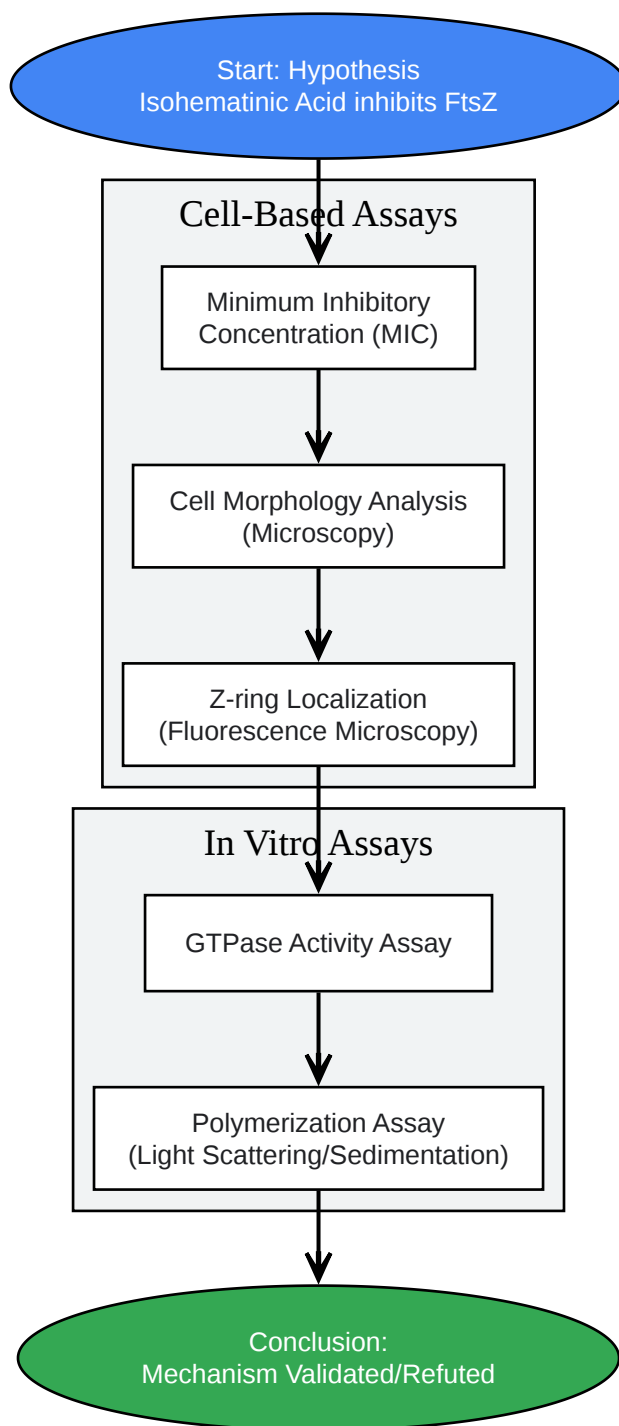 Start: Hypothesis
Isohematinic Acid inhibits FtsZ
Cell-Based Assays
Minimum Inhibitory
Concentration (MIC)
Cell Morphology Analysis
(Microscopy)
Z-ring Localization
(Fluorescence Microscopy)
In Vitro Assays
GTPase Activity Assay
Polymerization Assay
(Light Scattering/Sedimentation)
Conclusion:
Mechanism Validated/Refuted